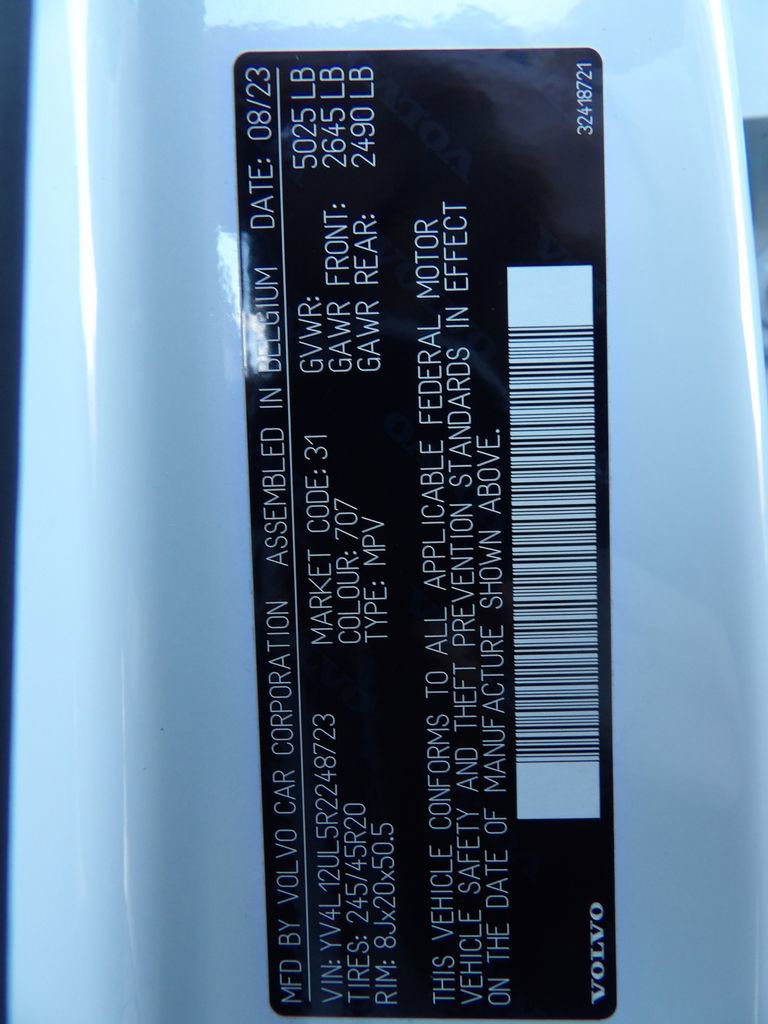 MFD BY VOLVO CAR CORPORATION ASSEMBLED IN BELGIUM DATE: 08/23
VIN: YV4L12UL5R2248723 MARKET CODE: 31 GVWR: 5025 LB
TIRES: 245/45R20 COLOUR: 707 GAWR FRONT: 2645 LB
RIM: 8Jx20x50.5 TYPE: MPV GAWR REAR: 2490 LB
THIS VEHICLE CONFORMS TO ALL APPLICABLE FEDERAL MOTOR
VEHICLE SAFETY AND THEFT PREVENTION STANDARDS IN EFFECT
ON THE DATE OF MANUFACTURE SHOWN ABOVE.
VOLVO 32418721